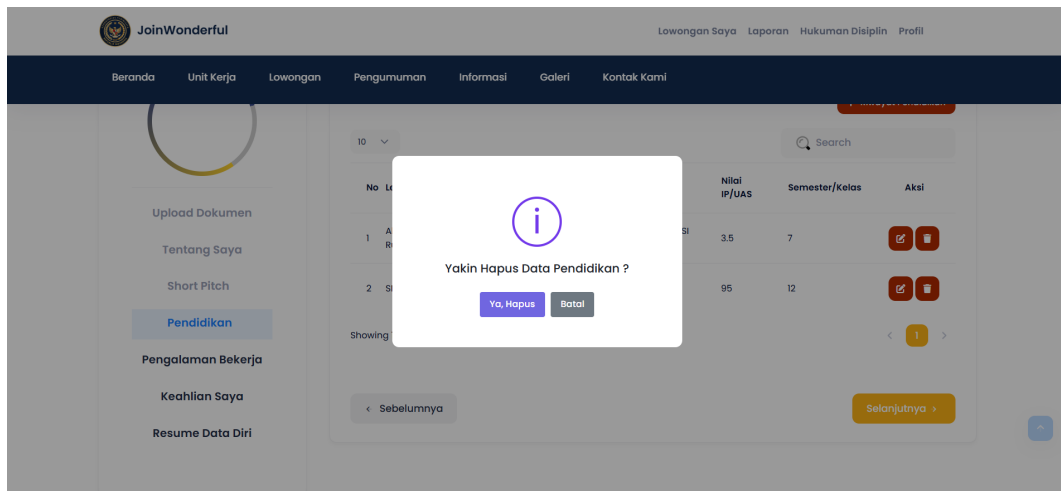 JoinWonderful
Lowongan Saya Laporan Hukuman Disiplin Profil
Beranda Unit Kerja Lowongan Pengumuman Informasi Galeri Kontak Kami
10 Search
No Nilai IP/UAS Semester/Kelas Aksi
1 3.5 7
2 95 12
Showing
1
Upload Dokumen
Tentang Saya
Short Pitch
Pendidikan
Pengalaman Bekerja
Keahlian Saya
Resume Data Diri
Yakin Hapus Data Pendidikan ?
Ya, Hapus Batal
Sebelumnya
Selanjutnya